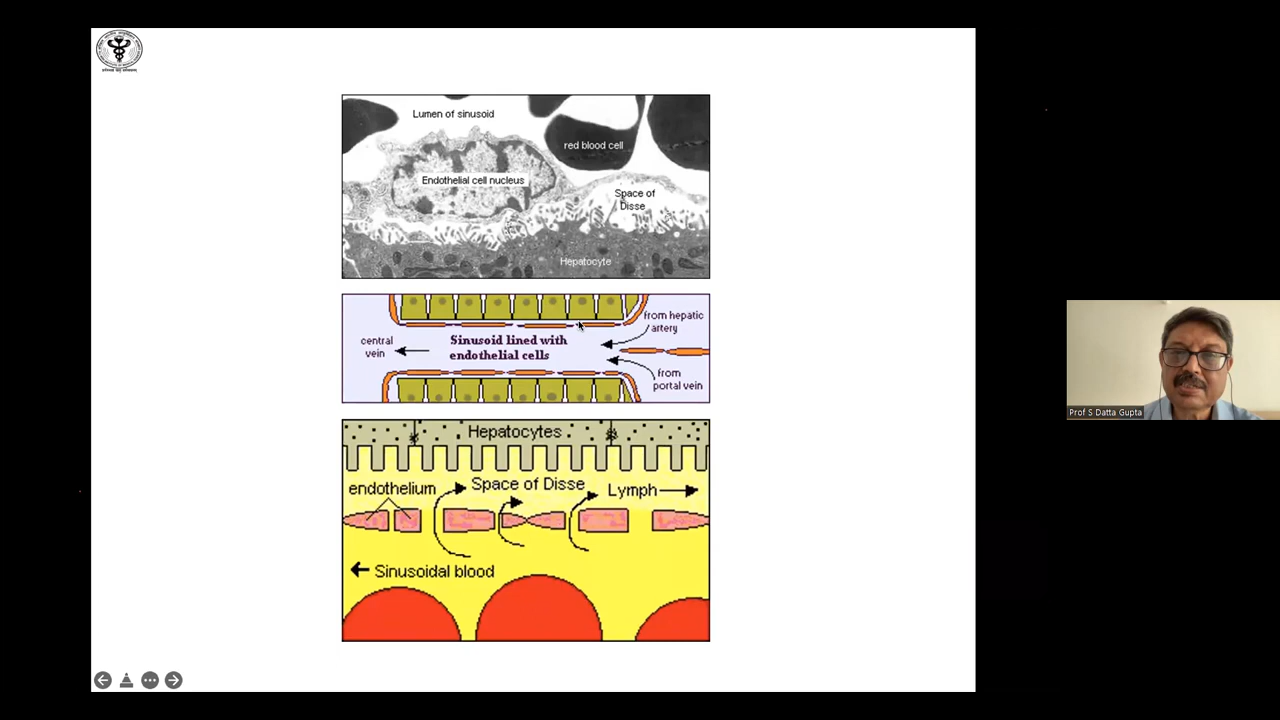 Lumen of sinusoid
red blood cell
Endothelial cell nucleus
Space of
Disse
Hepatocyte
from hepatic
artery
central
vein
Sinusoid lined with
endothelial cells
from
portal vein
Hepatocytes
endothelium
Space of Disse
Lymph
Sinusoidal blood
Prof S Datta Gupta